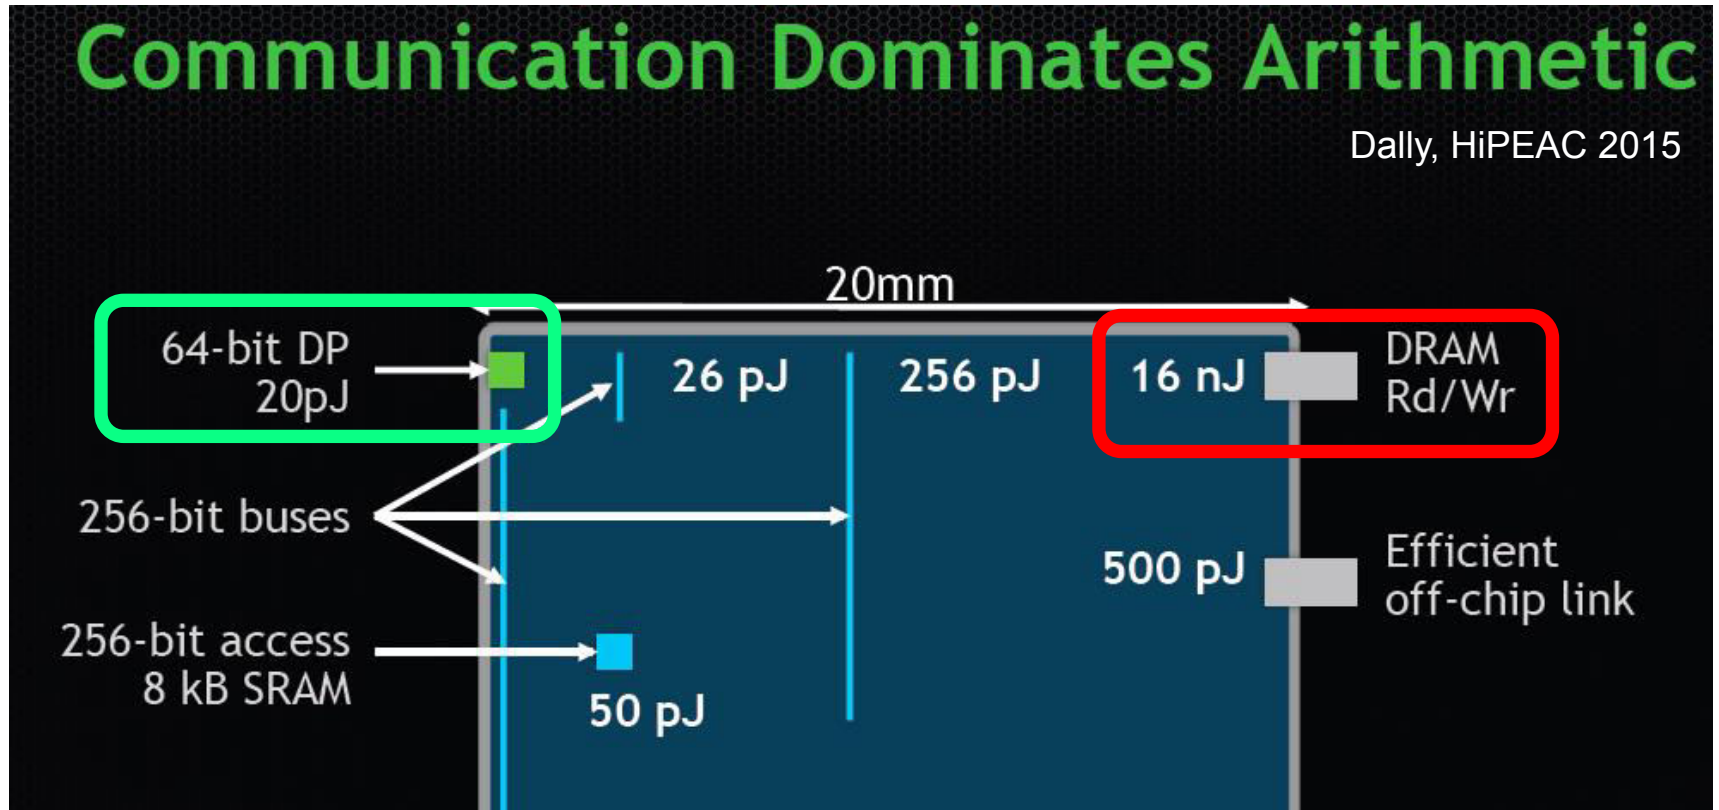 Communication Dominates Arithmetic
Dally, HiPEAC 2015
20mm
64-bit DP
20pJ
26 pJ
256 pJ
16 nJ
DRAM
Rd/Wr
256-bit buses
500 pJ
Efficient
off-chip link
256-bit access
8 kB SRAM
50 pJ